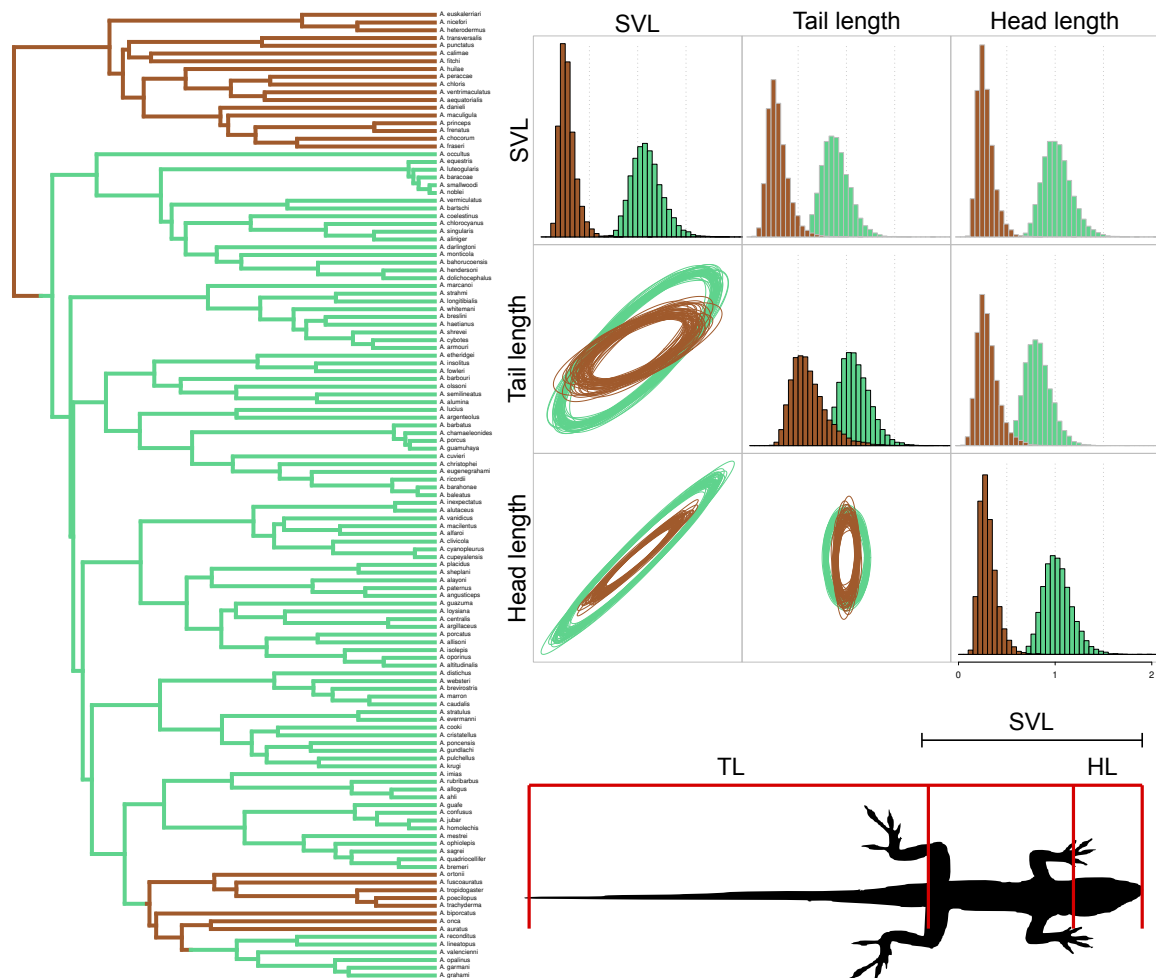 A. euskalerriari
A. nicefori
A. heterodermus
A. transversalis
A. punctatus
A. calimae
A. fitchi
A. huilae
A. peraccae
A. chloris
A. ventrimaculatus
A. aequatorialis
A. danieli
A. maculigula
A. princeps
A. frenatus
A. chocorum
A. fraseri
A. occultus
A. equestris
A. luteogularis
A. baracoae
A. smallwoodi
A. noblei
A. vermiculatus
A. bartschi
A. coelestinus
A. chlorocyanus
A. singularis
A. aliniger
A. darlingtoni
A. monticola
A. bahorucoensis
A. hendersoni
A. dolichocephalus
A. marcanoi
A. strahmi
A. longitibialis
A. whitemani
A. breslini
A. haetianus
A. shrevei
A. cybotes
A. armouri
A. etheridgei
A. insolitus
A. fowleri
A. barbouri
A. olssoni
A. semilineatus
A. alumina
A. lucius
A. argenteolus
A. barbatus
A. chamaeleonides
A. porcus
A. guamuhaya
A. cuvieri
A. christophei
A. eugenegrahami
A. ricordii
A. barahonae
A. baleatus
A. inexpectatus
A. alutaceus
A. vanidicus
A. macilentus
A. alfaroi
A. clivicola
A. cyanopleurus
A. cupeyalensis
A. placidus
A. sheplani
A. alayoni
A. paternus
A. angusticeps
A. guazuma
A. loysiana
A. centralis
A. argillaceus
A. porcatus
A. allisoni
A. isolepis
A. oporinus
A. altitudinalis
A. distichus
A. websteri
A. brevirostris
A. marron
A. caudalis
A. stratulus
A. evermanni
A. cooki
A. cristatellus
A. poncensis
A. gundlachi
A. pulchellus
A. krugi
A. imias
A. rubribarbus
A. allogus
A. ahli
A. guafe
A. confusus
A. jubar
A. homolechis
A. mestrei
A. ophiolepis
A. sagrei
A. quadriocellifer
A. bremeri
A. ortonii
A. fuscoauratus
A. tropidogaster
A. poecilopus
A. trachyderma
A. biporcatus
A. onca
A. auratus
A. reconditus
A. lineatopus
A. valencienni
A. opalinus
A. garmani
A. grahami
SVL
Tail length
Head length
SVL
Tail length
Head length
0 1 2
SVL
TL
HL